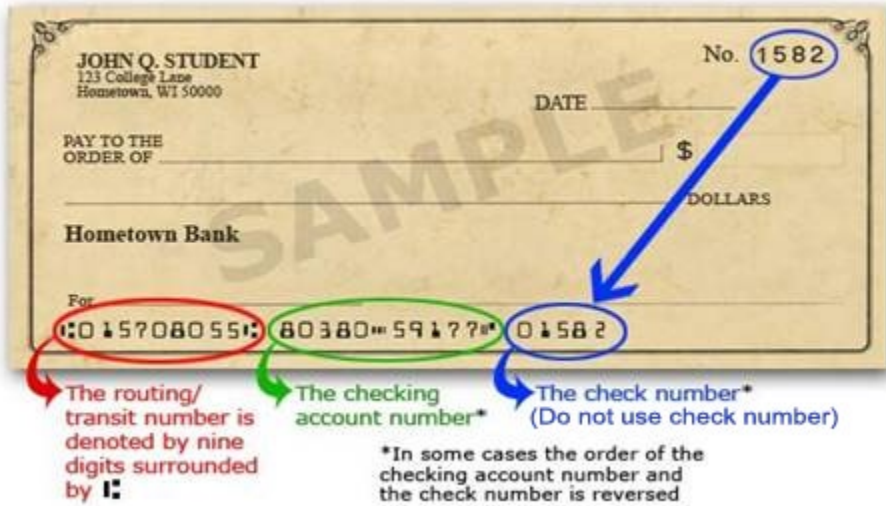 JOHN Q. STUDENT
123 College Lane
Hometown, WI 50000
No. 1582
DATE
PAY TO THE
ORDER OF
$
DOLLARS
SAMPLE
Hometown Bank
For
⑆015708055⑆ 80380⑉59177⑈ 01582
The routing/
transit number is
denoted by nine
digits surrounded
by ⑆
The checking
account number*
The check number*
(Do not use check number)
*In some cases the order of the
checking account number and
the check number is reversed